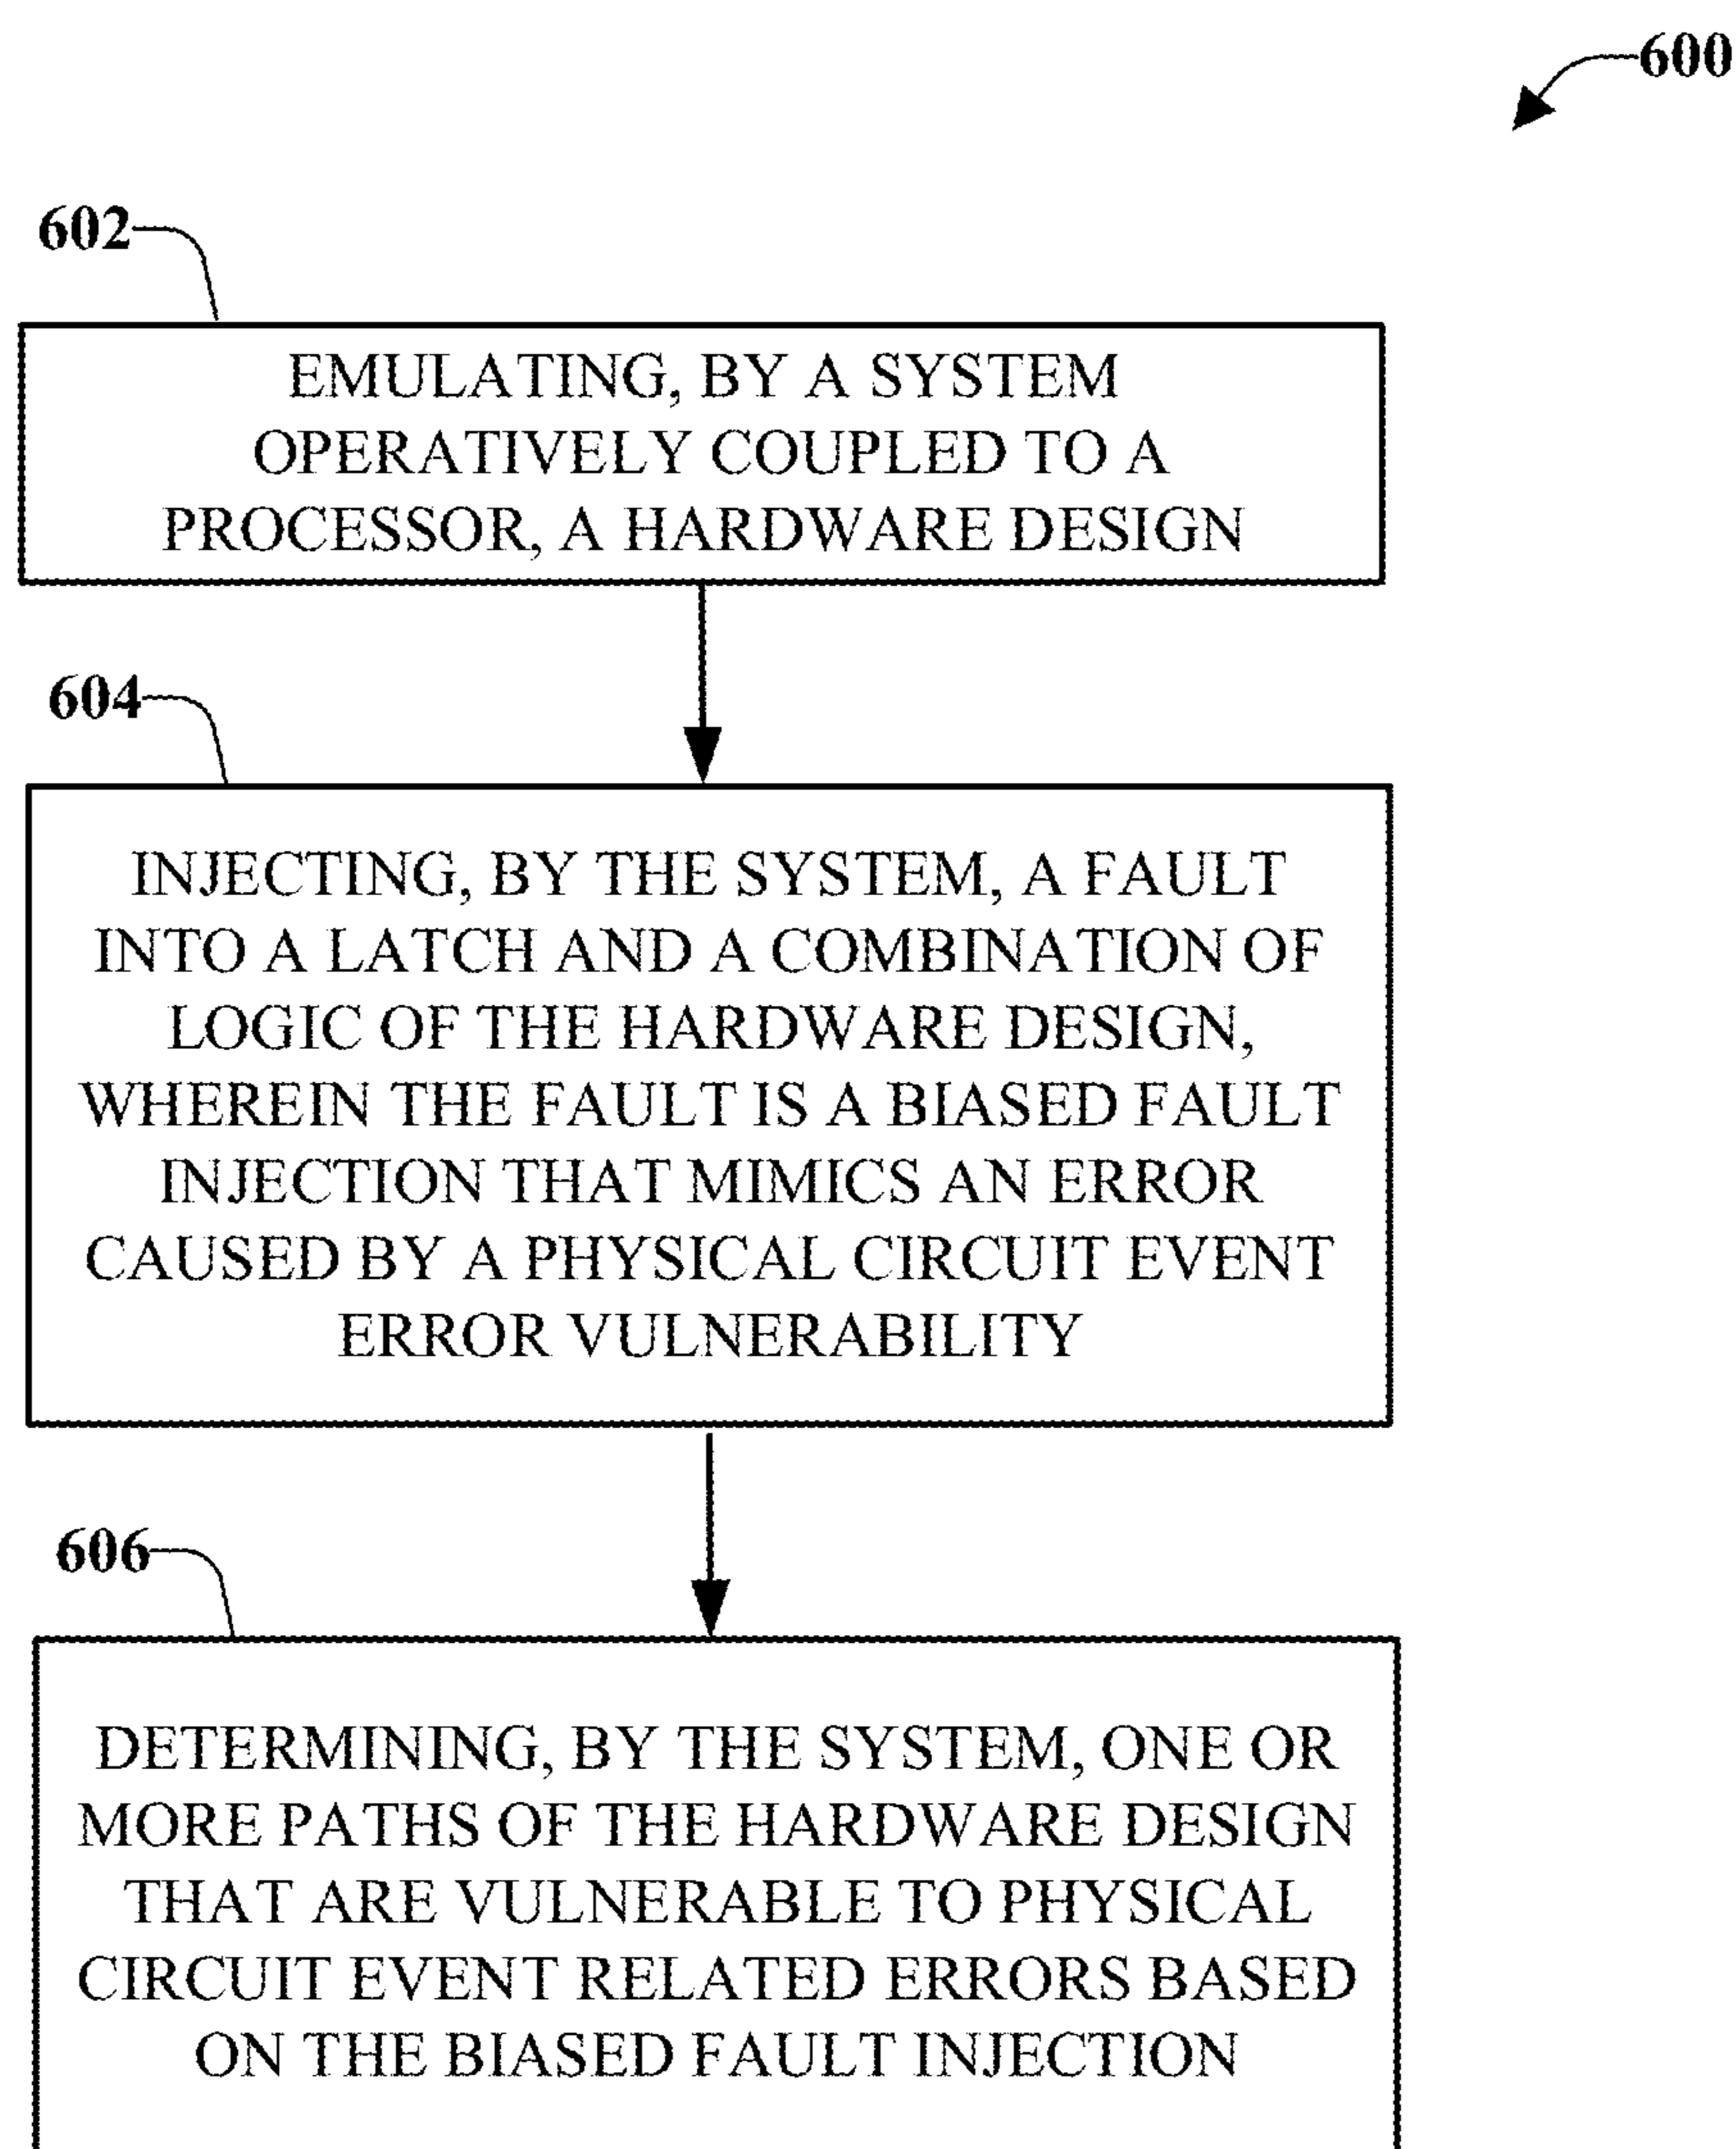 600
602
EMULATING, BY A SYSTEM
OPERATIVELY COUPLED TO A
PROCESSOR, A HARDWARE DESIGN
604
INJECTING, BY THE SYSTEM, A FAULT
INTO A LATCH AND A COMBINATION OF
LOGIC OF THE HARDWARE DESIGN,
WHEREIN THE FAULT IS A BIASED FAULT
INJECTION THAT MIMICS AN ERROR
CAUSED BY A PHYSICAL CIRCUIT EVENT
ERROR VULNERABILITY
606
DETERMINING, BY THE SYSTEM, ONE OR
MORE PATHS OF THE HARDWARE DESIGN
THAT ARE VULNERABLE TO PHYSICAL
CIRCUIT EVENT RELATED ERRORS BASED
ON THE BIASED FAULT INJECTION